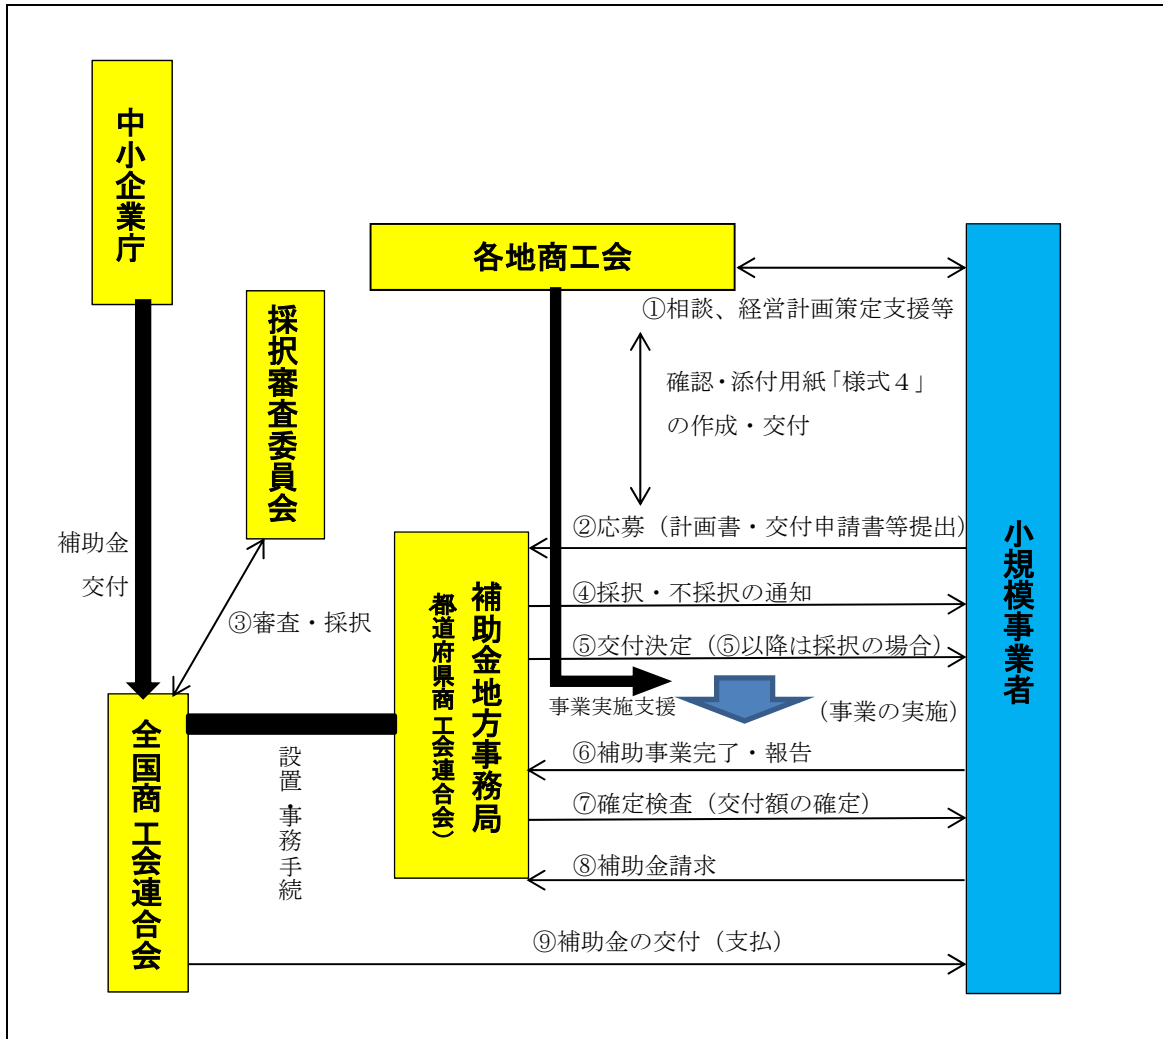 中小企業庁
各地商工会
①相談、経営計画策定支援等
採択審査委員会
確認・添付用紙「様式４」
の作成・交付
②応募（計画書・交付申請書等提出）
小規模事業者
補助金
交付
③審査・採択
補助金地方事務局
（都道府県商工会連合会）
④採択・不採択の通知
⑤交付決定（⑤以降は採択の場合）
事業実施支援
（事業の実施）
全国商工会連合会
設置・事務手続
⑥補助事業完了・報告
⑦確定検査（交付額の確定）
⑧補助金請求
⑨補助金の交付（支払）